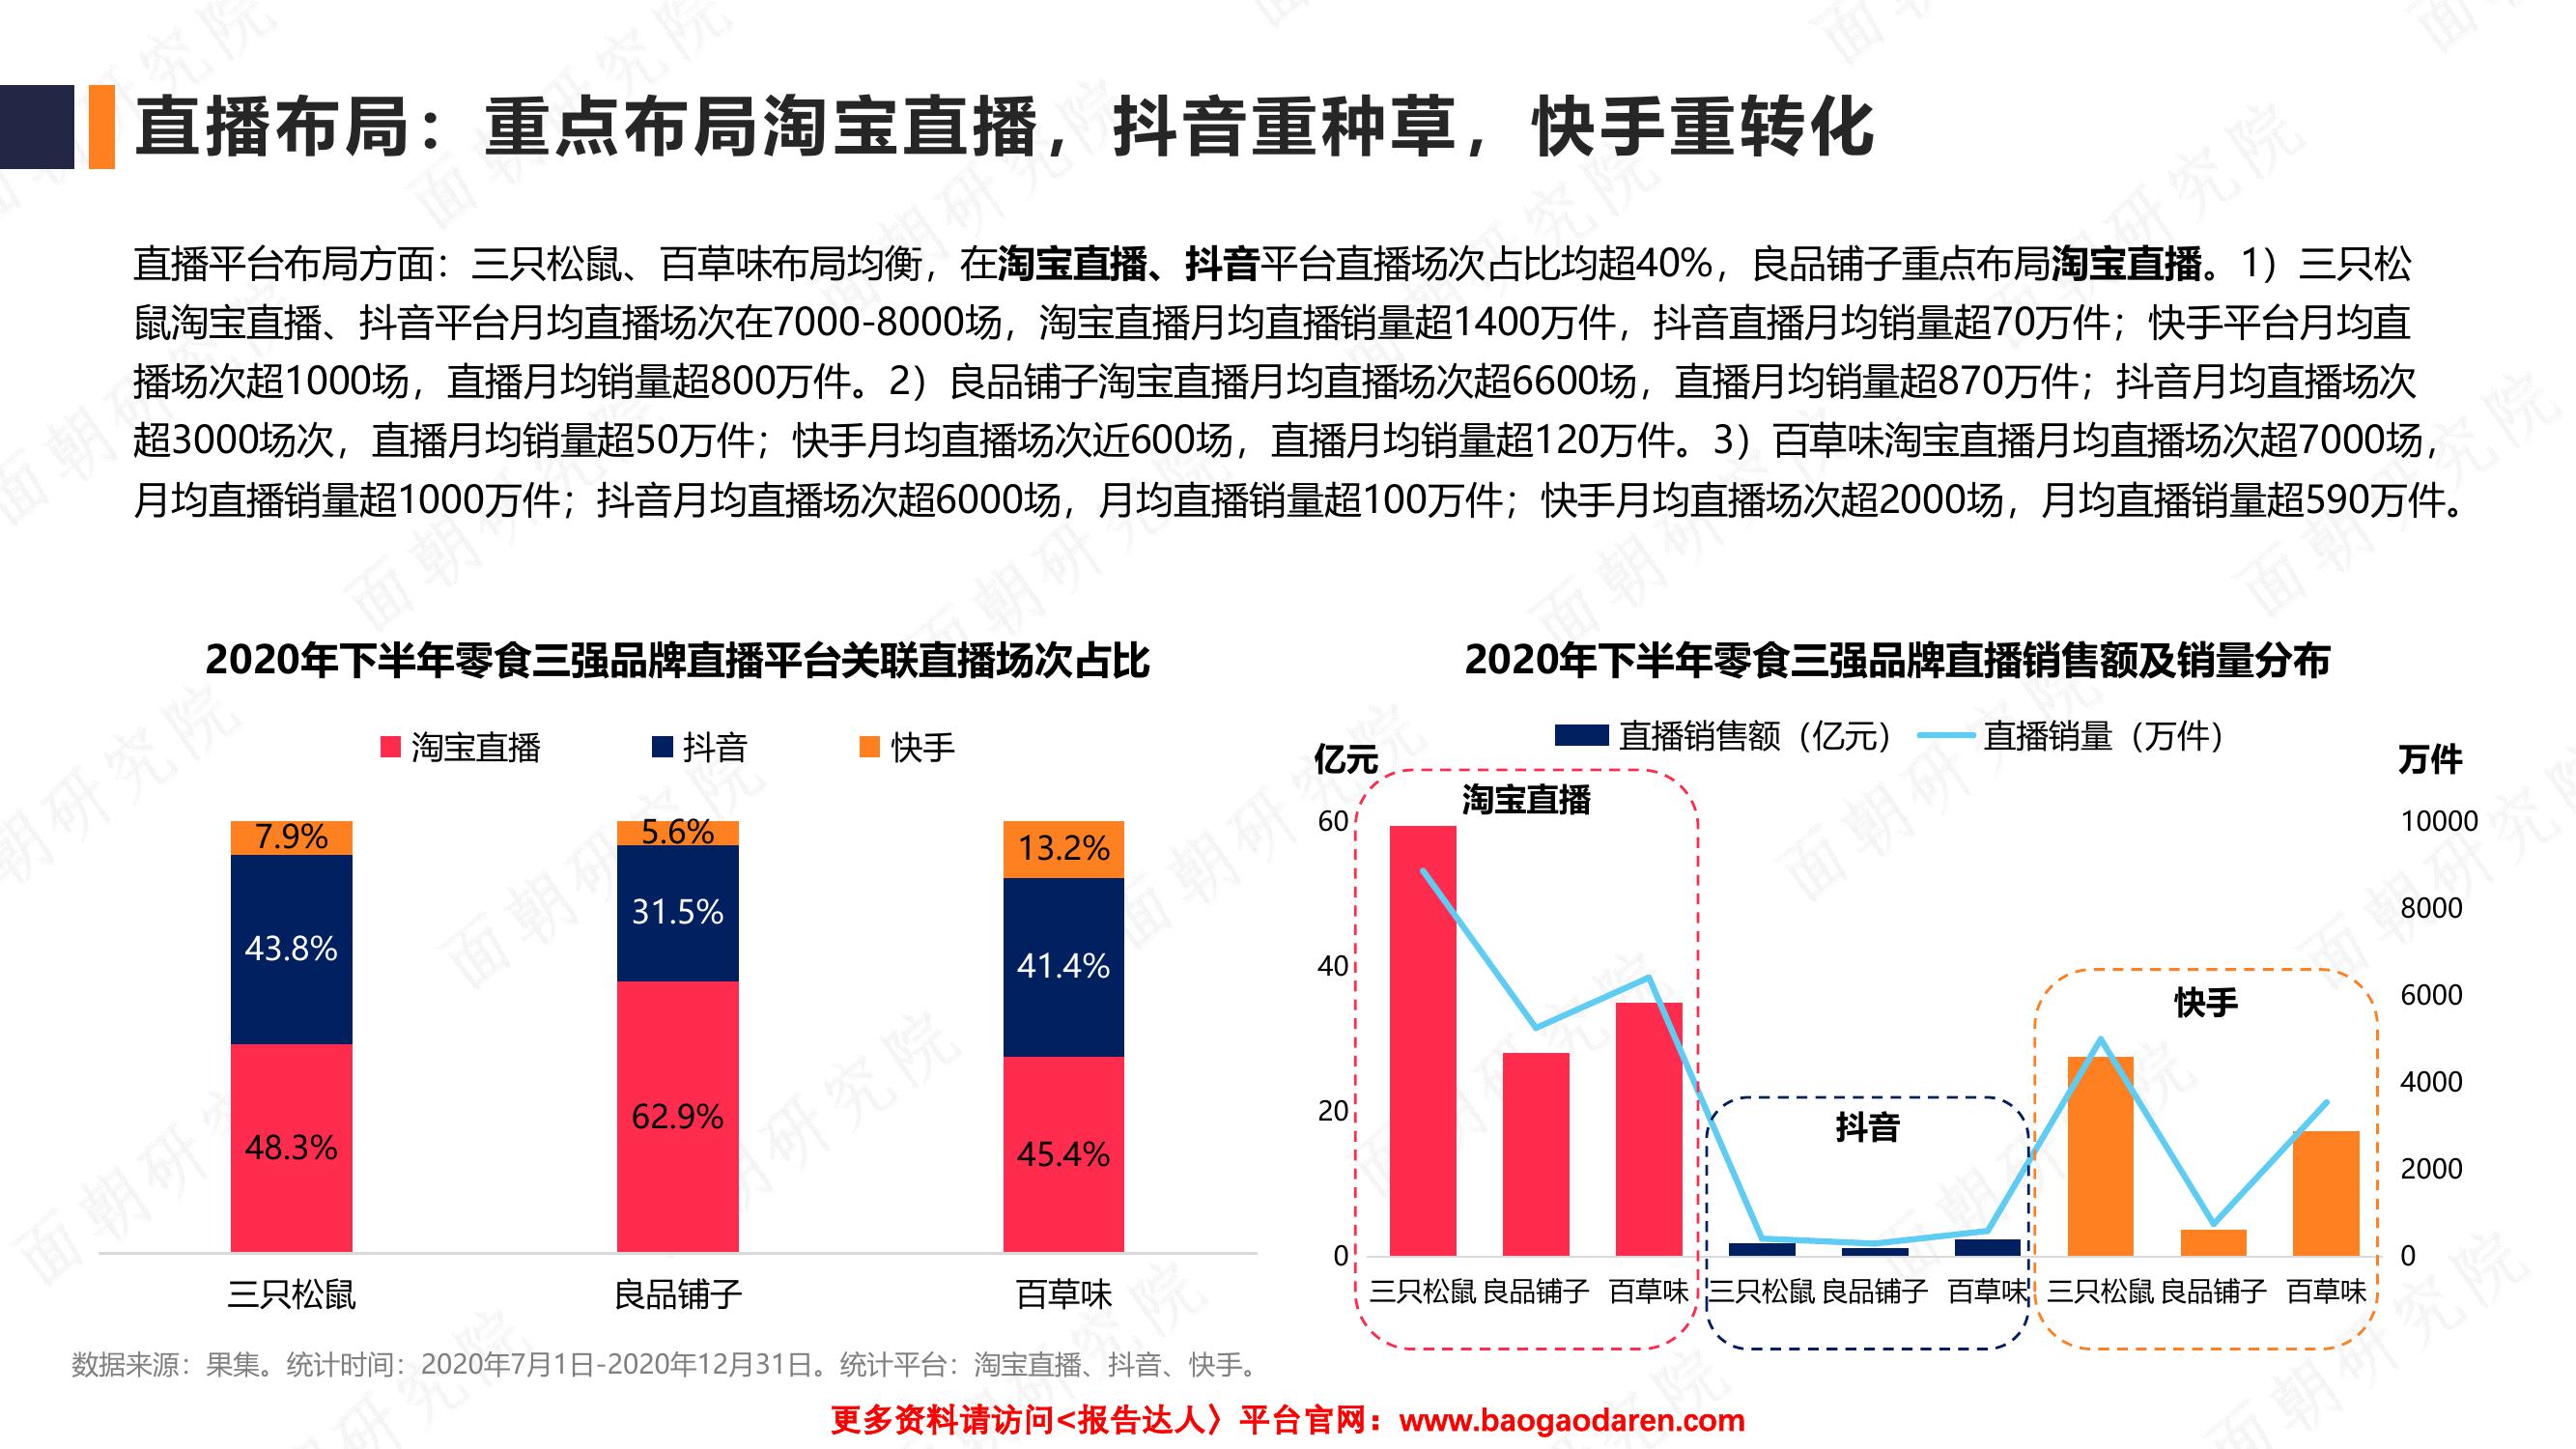 直播布局：重点布局淘宝直播，抖音重种草，快手重转化
直播平台布局方面：三只松鼠、百草味布局均衡，在淘宝直播、抖音平台直播场次占比均超40%，良品铺子重点布局淘宝直播。1）三只松
鼠淘宝直播、抖音平台月均直播场次在7000-8000场，淘宝直播月均直播销量超1400万件，抖音直播月均销量超70万件；快手平台月均直
播场次超1000场，直播月均销量超800万件。2）良品铺子淘宝直播月均直播场次超6600场，直播月均销量超870万件；抖音月均直播场次
超3000场次，直播月均销量超50万件；快手月均直播场次近600场，直播月均销量超120万件。3）百草味淘宝直播月均直播场次超7000场，
月均直播销量超1000万件；抖音月均直播场次超6000场，月均直播销量超100万件；快手月均直播场次超2000场，月均直播销量超590万件。
2020年下半年零食三强品牌直播平台关联直播场次占比
淘宝直播 抖音 快手
7.9% 5.6% 13.2%
43.8% 31.5% 41.4%
48.3% 62.9% 45.4%
三只松鼠 良品铺子 百草味
2020年下半年零食三强品牌直播销售额及销量分布
直播销售额（亿元） 直播销量（万件）
亿元 万件
淘宝直播
60 10000
8000
40
6000
快手
4000
20
抖音
2000
0 0
三只松鼠 良品铺子 百草味 三只松鼠 良品铺子 百草味 三只松鼠 良品铺子 百草味
数据来源：果集。统计时间：2020年7月1日-2020年12月31日。统计平台：淘宝直播、抖音、快手。
更多资料请访问<报告达人〉平台官网：www.baogaodaren.com
面朝研究院